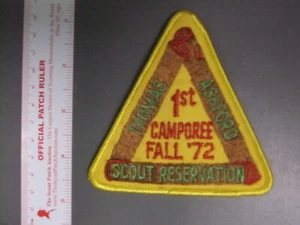 OFFICIAL PATCH RULER
THOMAS
ASHFORD
1st
CAMPOREE
FALL '72
SCOUT RESERVATION